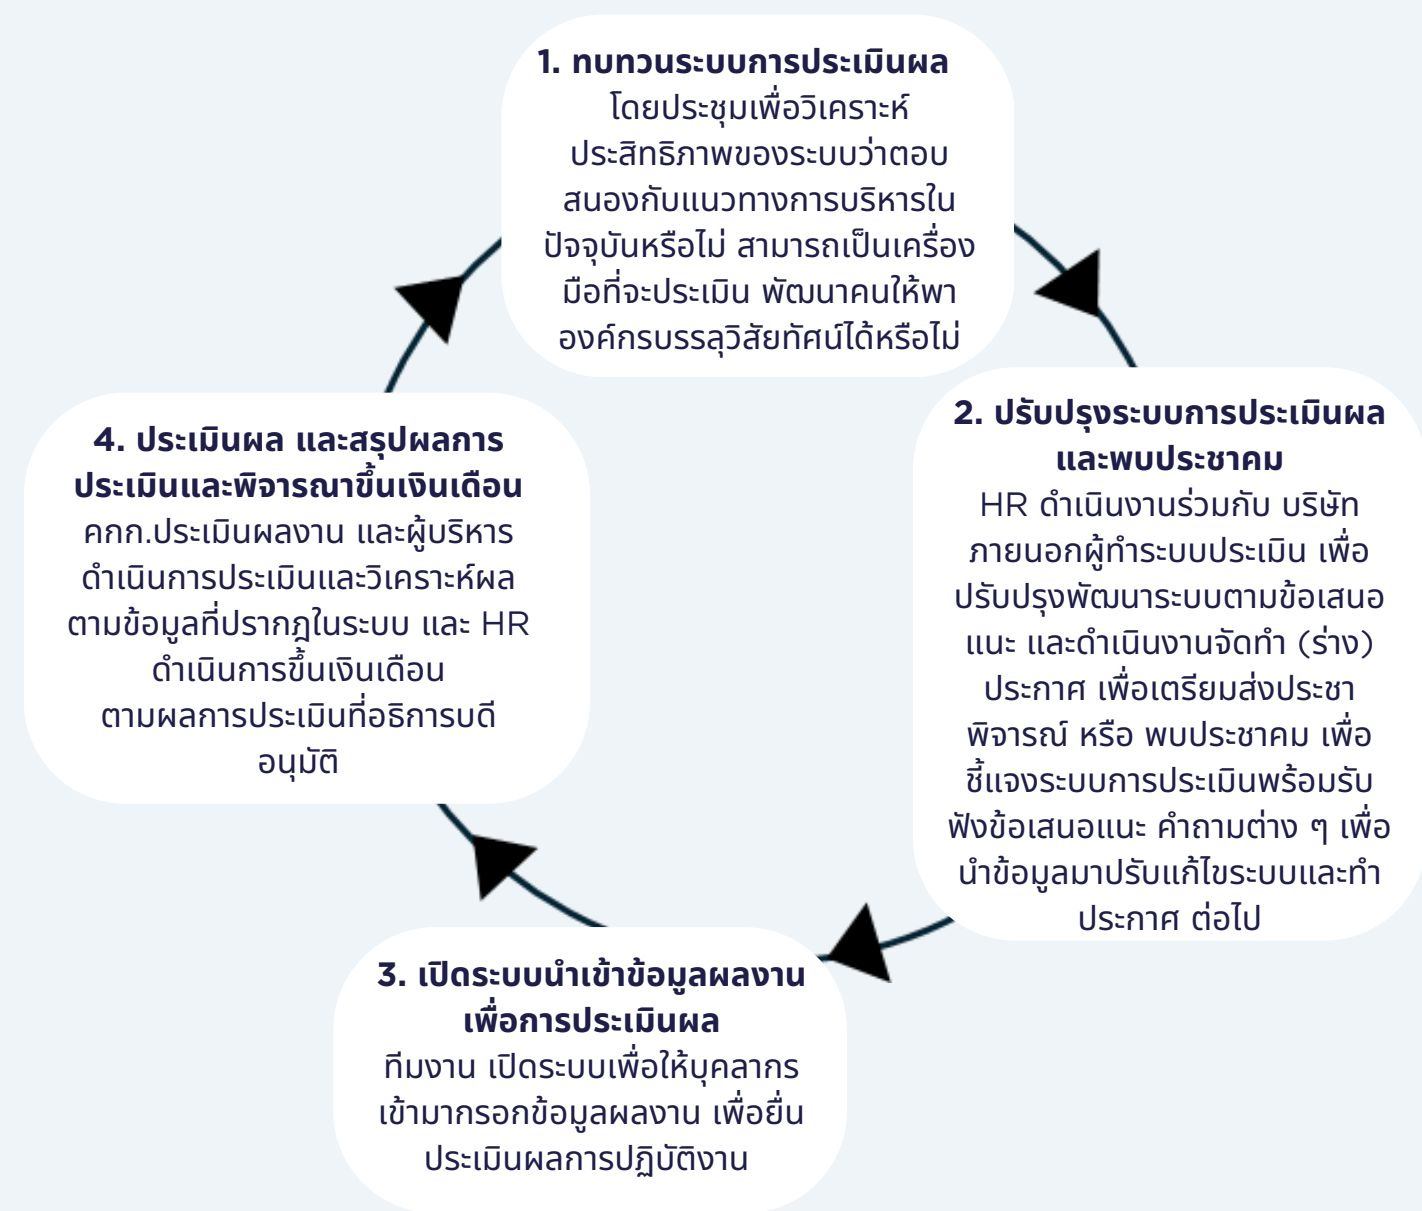 1. ทบทวนระบบการประเมินผล
โดยประชุมเพื่อวิเคราะห์
ประสิทธิภาพของระบบว่าตอบ
สนองกับแนวทางการบริหารใน
ปัจจุบันหรือไม่ สามารถเป็นเครื่อง
มือที่จะประเมิน พัฒนาคนให้พา
องค์กรบรรลุวิสัยทัศน์ได้หรือไม่
2. ปรับปรุงระบบการประเมินผล
และพบประชาคม
HR ดำเนินงานร่วมกับ บริษัท
ภายนอกผู้ทำระบบประเมิน เพื่อ
ปรับปรุงพัฒนาระบบตามข้อเสนอ
แนะ และดำเนินงานจัดทำ (ร่าง)
ประกาศ เพื่อเตรียมส่งประชา
พิจารณ์ หรือ พบประชาคม เพื่อ
ชี้แจงระบบการประเมินพร้อมรับ
ฟังข้อเสนอแนะ คำถามต่าง ๆ เพื่อ
นำข้อมูลมาปรับแก้ไขระบบและทำ
ประกาศ ต่อไป
3. เปิดระบบนำเข้าข้อมูลผลงาน
เพื่อการประเมินผล
ทีมงาน เปิดระบบเพื่อให้บุคลากร
เข้ามากรอกข้อมูลผลงาน เพื่อยื่น
ประเมินผลการปฏิบัติงาน
4. ประเมินผล และสรุปผลการ
ประเมินและพิจารณาขึ้นเงินเดือน
คกก.ประเมินผลงาน และผู้บริหาร
ดำเนินการประเมินและวิเคราะห์ผล
ตามข้อมูลที่ปรากฎในระบบ และ HR
ดำเนินการขึ้นเงินเดือน
ตามผลการประเมินที่อธิการบดี
อนุมัติ